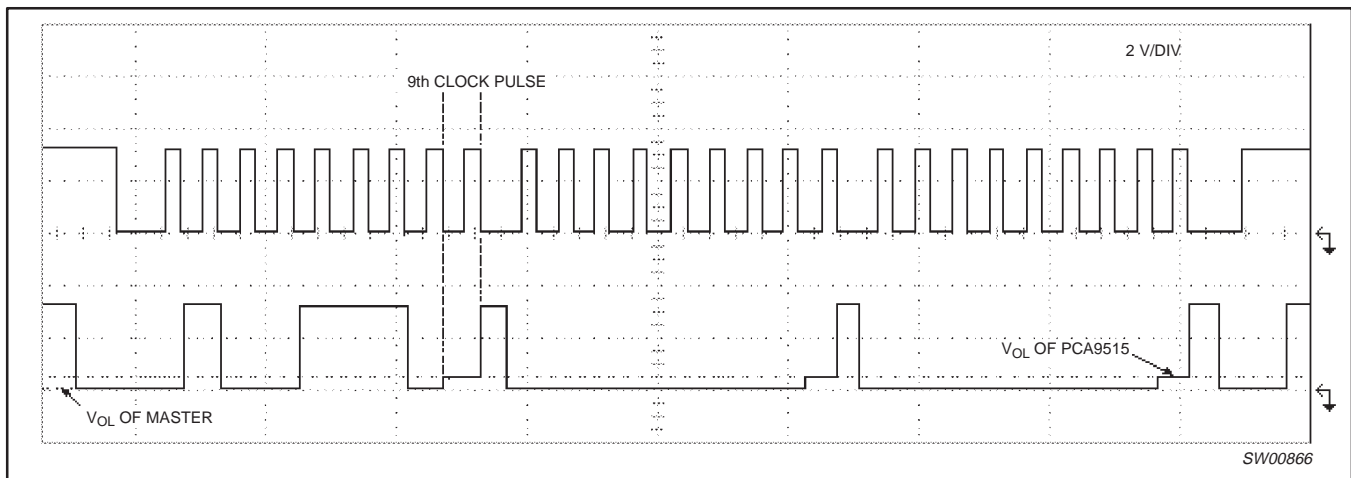 2 V/DIV
9th CLOCK PULSE
VOL OF PCA9515
VOL OF MASTER
SW00866